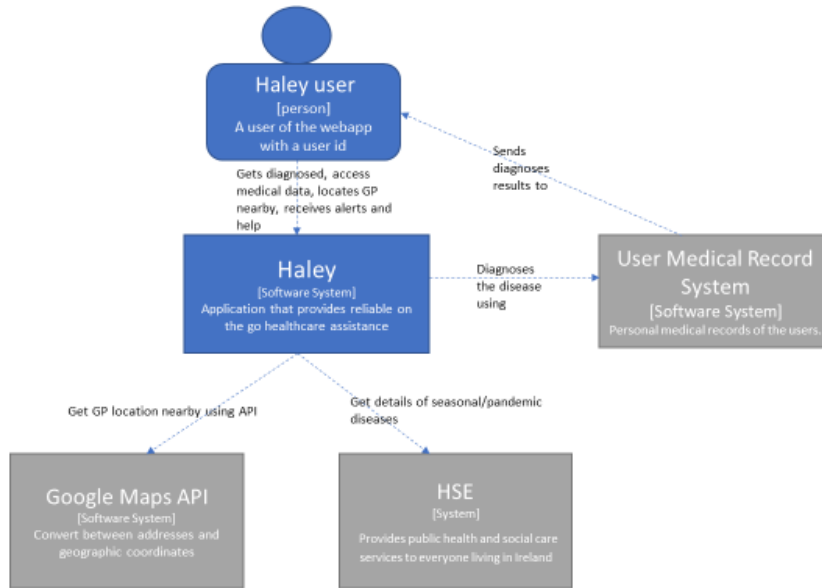 Haley user
[person]
A user of the webapp
with a user id
Sends
diagnoses
results to
Gets diagnosed, access
medical data, locates GP
nearby, receives alerts and
help
Haley
[Software System]
Application that provides reliable on
the go healthcare assistance
Diagnoses
the disease
using
User Medical Record
System
[Software System]
Personal medical records of the users.
Get GP location nearby using API
Get details of seasonal/pandemic
diseases
Google Maps API
[Software System]
Convert between addresses and
geographic coordinates
HSE
[System]
Provides public health and social care
services to everyone living in Ireland